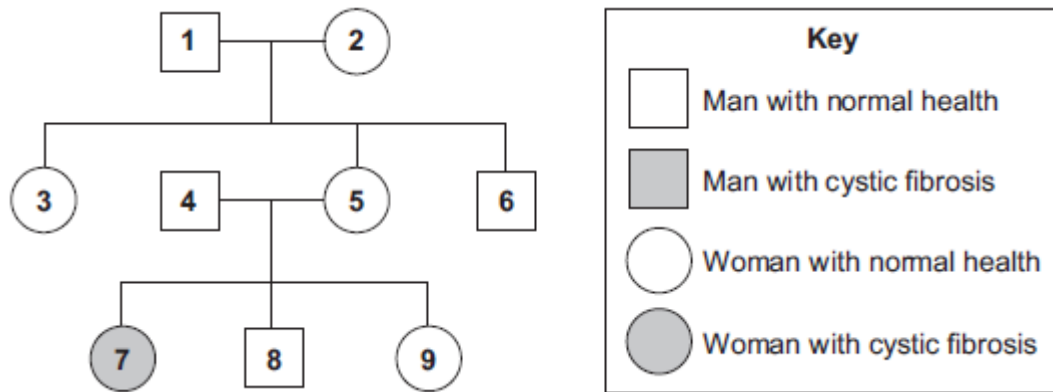 1 2
3 4 5 6
7 8 9
Key
Man with normal health
Man with cystic fibrosis
Woman with normal health
Woman with cystic fibrosis